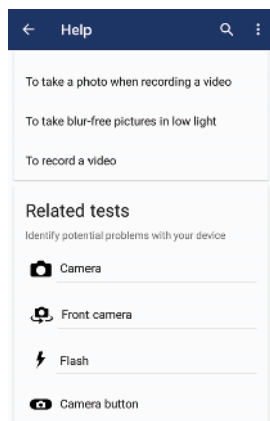 Help
To take a photo when recording a video
To take blur-free pictures in low light
To record a video
Related tests
Identify potential problems with your device
Camera
Front camera
Flash
Camera button